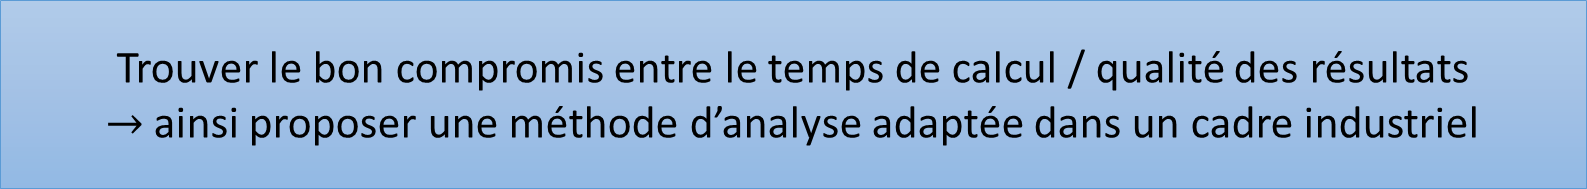 Trouver le bon compromis entre le temps de calcul / qualité des résultats
→ ainsi proposer une méthode d’analyse adaptée dans un cadre industriel